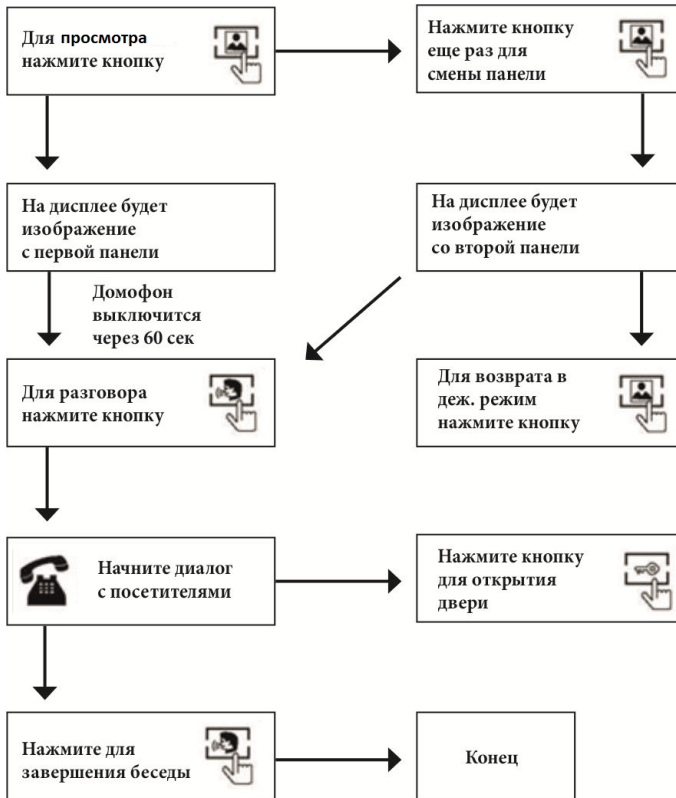 Для просмотра
нажмите кнопку
Нажмите кнопку
еще раз для
смены панели
На дисплее будет
изображение
с первой панели
На дисплее будет
изображение
со второй панели
Домофон
выключится
через 60 сек
Для разговора
нажмите кнопку
Для возврата в
деж. режим
нажмите кнопку
Начните диалог
с посетителями
Нажмите кнопку
для открытия
двери
Нажмите для
завершения беседы
Конец